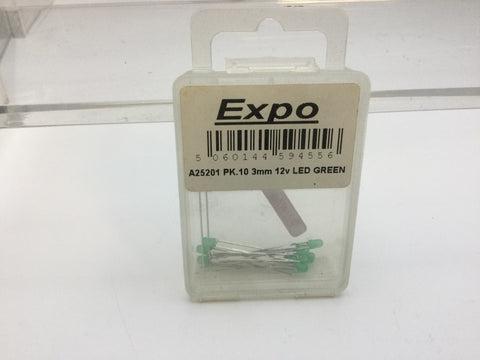 Expo
5 060144 594556
A25201 PK.10 3mm 12v LED GREEN